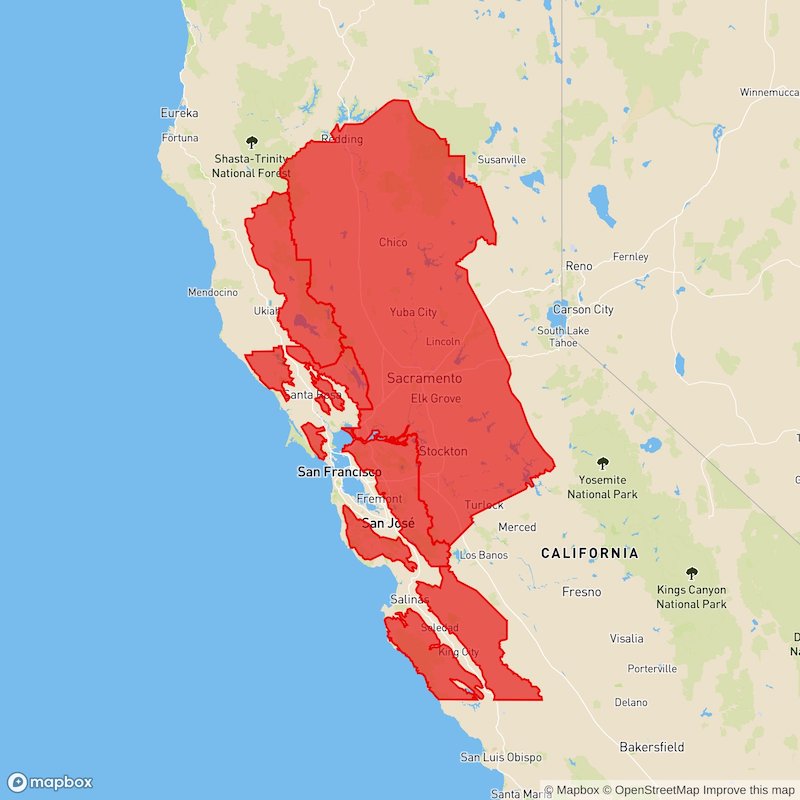 Eureka
Fortuna
Redding
Shasta-Trinity
National Forest
Susanville
Winnemucca
Chico
Reno
Fernley
Mendocino
Ukiah
Yuba City
Carson City
Lincoln
South Lake
Tahoe
Sacramento
Santa Rosa
Elk Grove
Stockton
San Francisco
Yosemite
National Park
Fremont
Turlock
San José
Merced
Los Banos
CALIFORNIA
Salinas
Fresno
Kings Canyon
National Park
Soledad
King City
Visalia
Porterville
Delano
San Luis Obispo
Bakersfield
Santa Maria
mapbox
© Mapbox © OpenStreetMap Improve this map